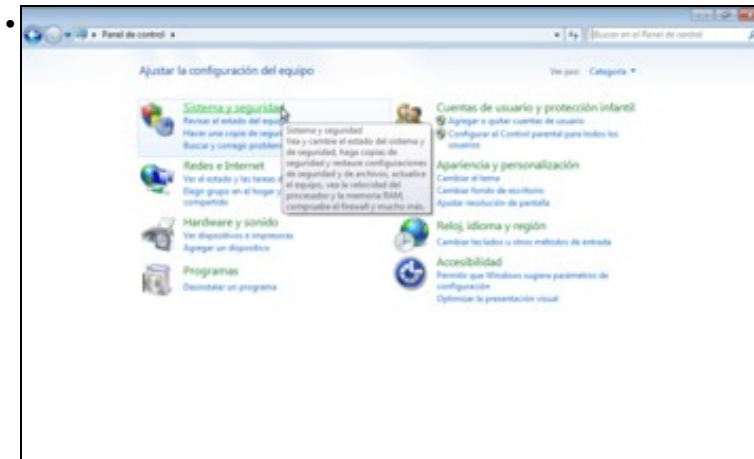 Panel de control
Buscar en el Panel de control
Ajustar la configuración del equipo
Ver por: Categoría
Sistema y seguridad
Revisar el estado del equipo
Hacer una copia de segur
Buscar y corregir problem
Sistema y seguridad
Vea y cambie el estado del sistema y
de seguridad, haga copias de
seguridad y restaure configuraciones
de seguridad y de archivos, actualice
el equipo, vea la velocidad del
procesador y la memoria RAM,
compruebe el firewall y mucho más.
Redes e Internet
Ver el estado y las tareas d
Elegir grupo en el hogar y
compartido
Hardware y sonido
Ver dispositivos e impresoras
Agregar un dispositivo
Programas
Desinstalar un programa
Cuentas de usuario y protección infantil
Agregar o quitar cuentas de usuario
Configurar el Control parental para todos los
usuarios
Apariencia y personalización
Cambiar el tema
Cambiar fondo de escritorio
Ajustar resolución de pantalla
Reloj, idioma y región
Cambiar teclados u otros métodos de entrada
Accesibilidad
Permitir que Windows sugiera parámetros de
configuración
Optimizar la presentación visual